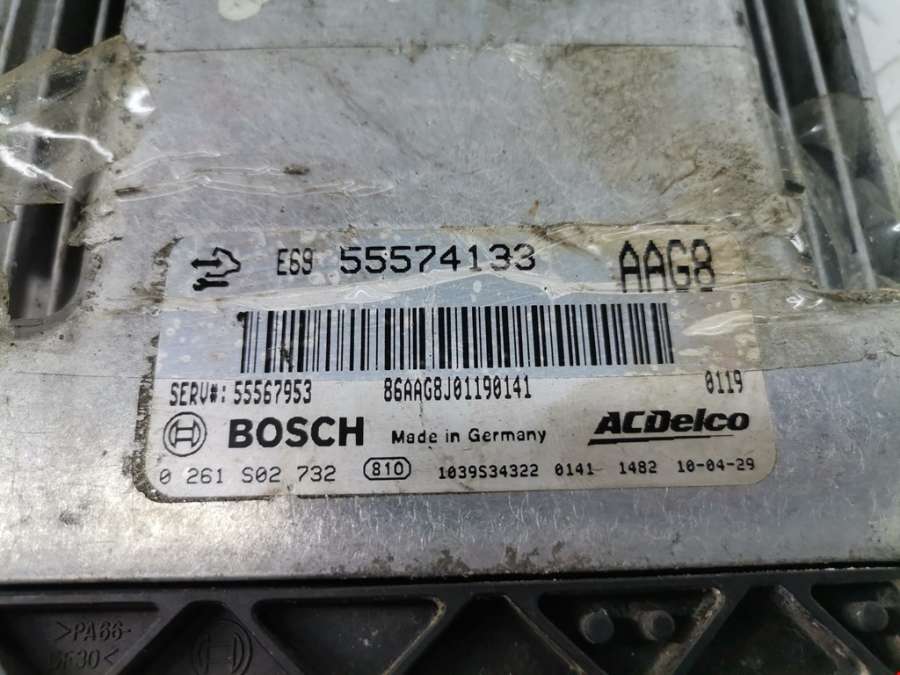 E69 55574133 AAG8
SERV#: 55567953 86AAG8J01190141 0119
BOSCH Made in Germany ACDelco
0 261 S02 732 810 1039S34322 0141 1482 10-04-29
>PA66-
GF30<